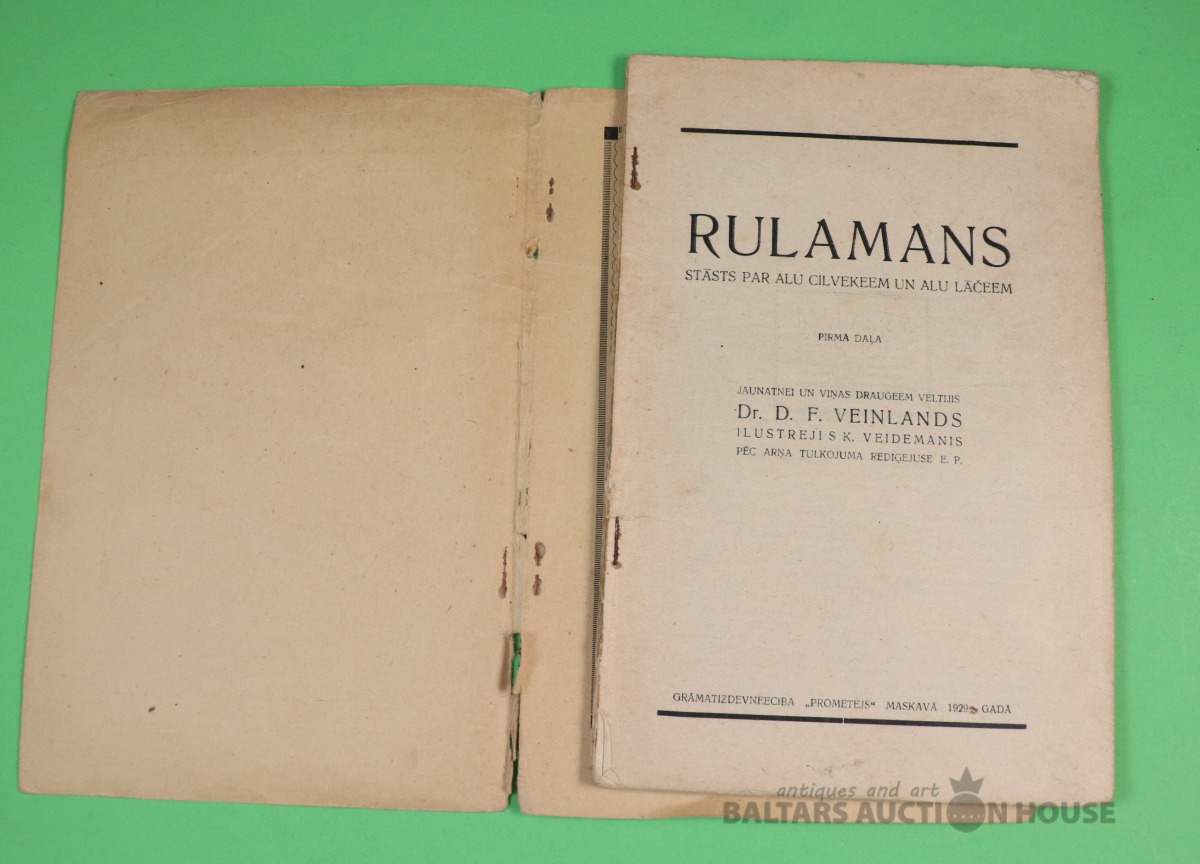 RULAMANS
STĀSTS PAR ALU CILVEKEEM UN ALU LĀČEEM
PIRMĀ DAĻA
JAUNATNEI UN VIŅAS DRAUGEEM VELTIJIS
Dr. D. F. VEINLANDS
ILUSTREJIS K. VEIDEMANIS
PĒC ARŅA TULKOJUMA REDIĢEJUSE E. P.
GRĀMATIZDEVNEECIBA „PROMETEJS“ MASKAVĀ 1929. GADĀ
antiques and art
BALTARS AUCTION HOUSE